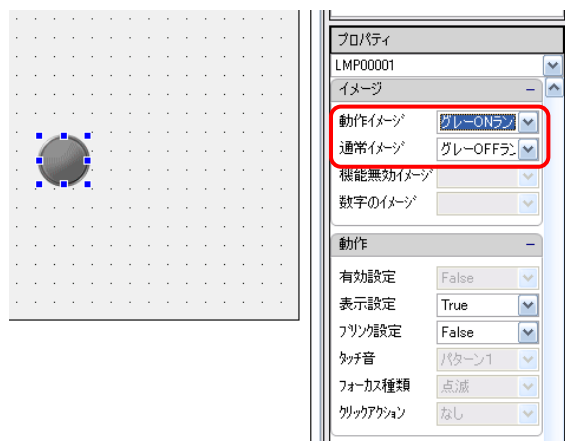 プロパティ
LMP00001
イメージ
動作イメージ グレーONラン
通常イメージ グレーOFFラン
機能無効イメージ
数字のイメージ
動作
有効設定 False
表示設定 True
フリンク設定 False
タッチ音 パターン1
フォーカス種類 点滅
クリックアクション なし